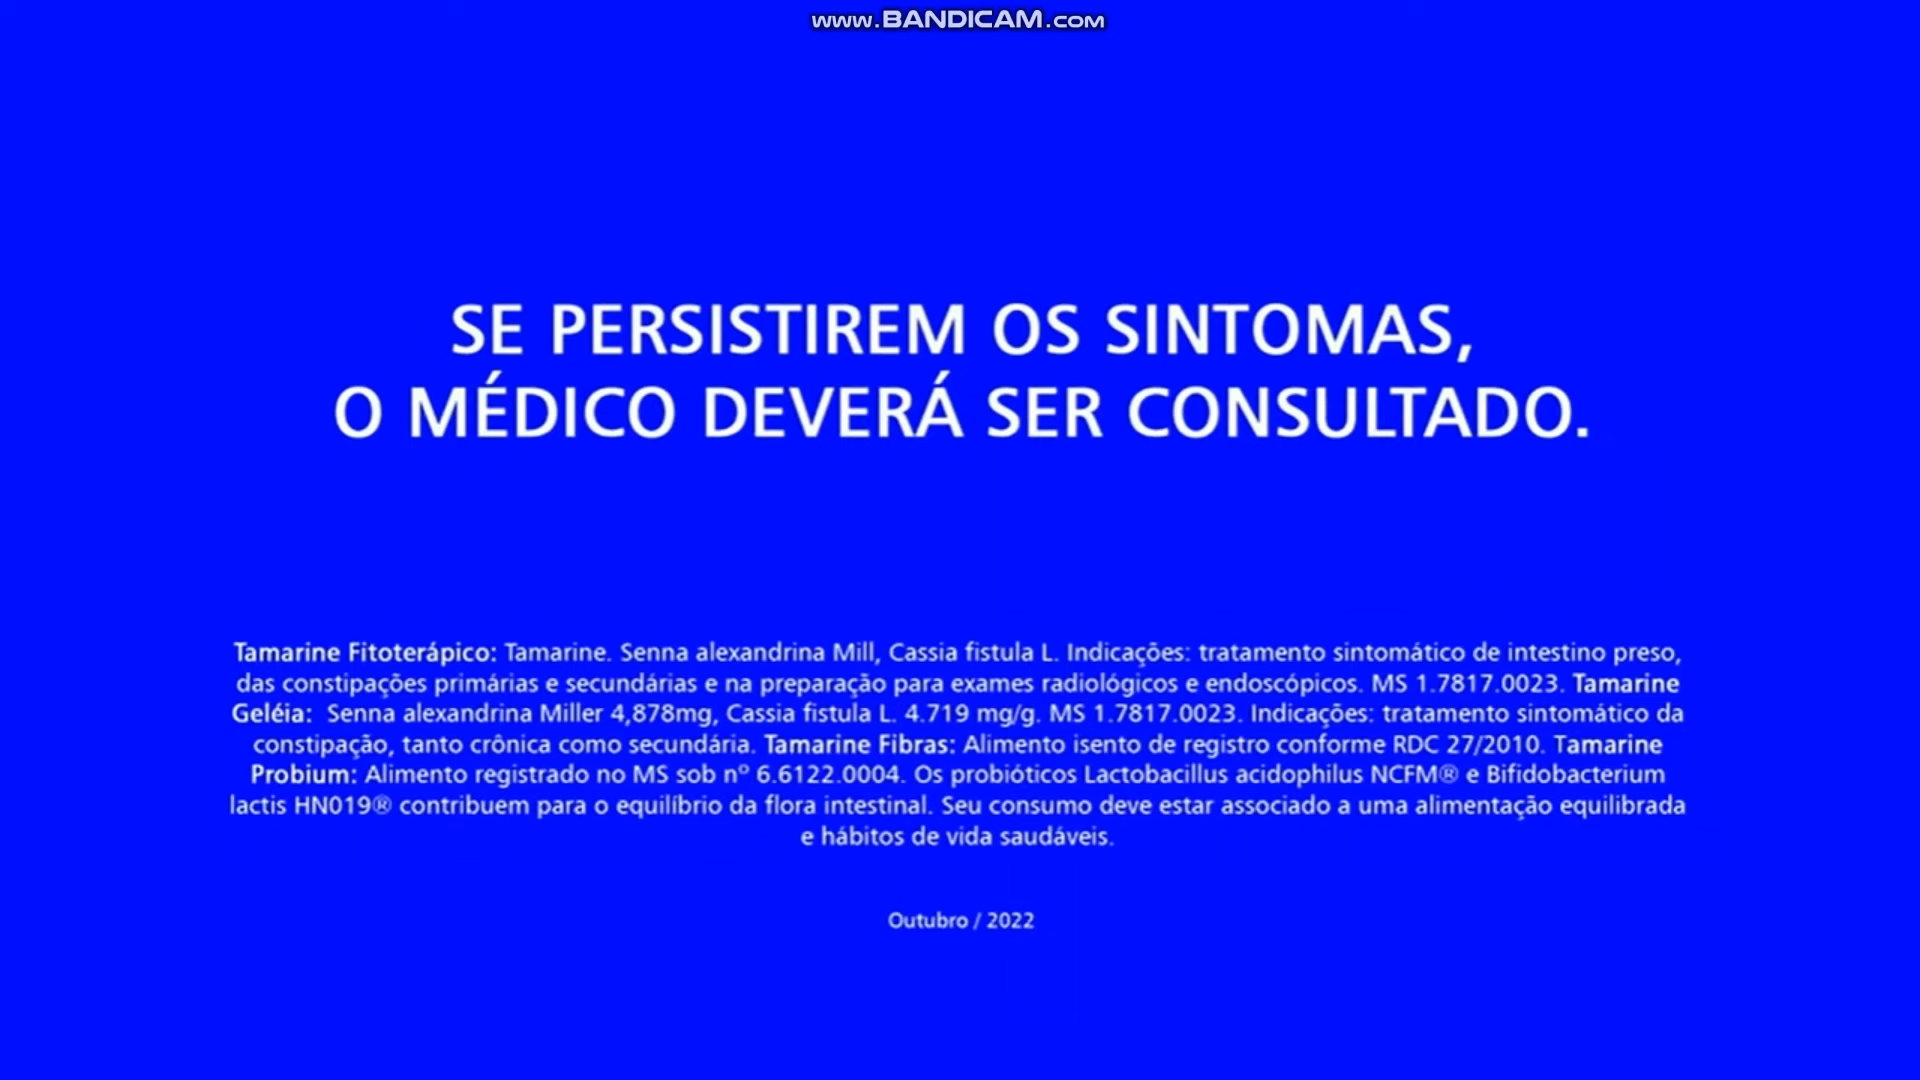 www.BANDICAM.com
SE PERSISTIREM OS SINTOMAS,
O MÉDICO DEVERÁ SER CONSULTADO.
Tamarine Fitoterápico: Tamarine. Senna alexandrina Mill, Cassia fistula L. Indicações: tratamento sintomático de intestino preso,
das constipações primárias e secundárias e na preparação para exames radiológicos e endoscópicos. MS 1.7817.0023. Tamarine
Geléia: Senna alexandrina Miller 4,878mg, Cassia fistula L. 4.719 mg/g. MS 1.7817.0023. Indicações: tratamento sintomático da
constipação, tanto crônica como secundária. Tamarine Fibras: Alimento isento de registro conforme RDC 27/2010. Tamarine
Probium: Alimento registrado no MS sob nº 6.6122.0004. Os probióticos Lactobacillus acidophilus NCFM® e Bifidobacterium
lactis HN019® contribuem para o equilíbrio da flora intestinal. Seu consumo deve estar associado a uma alimentação equilibrada
e hábitos de vida saudáveis.
Outubro / 2022